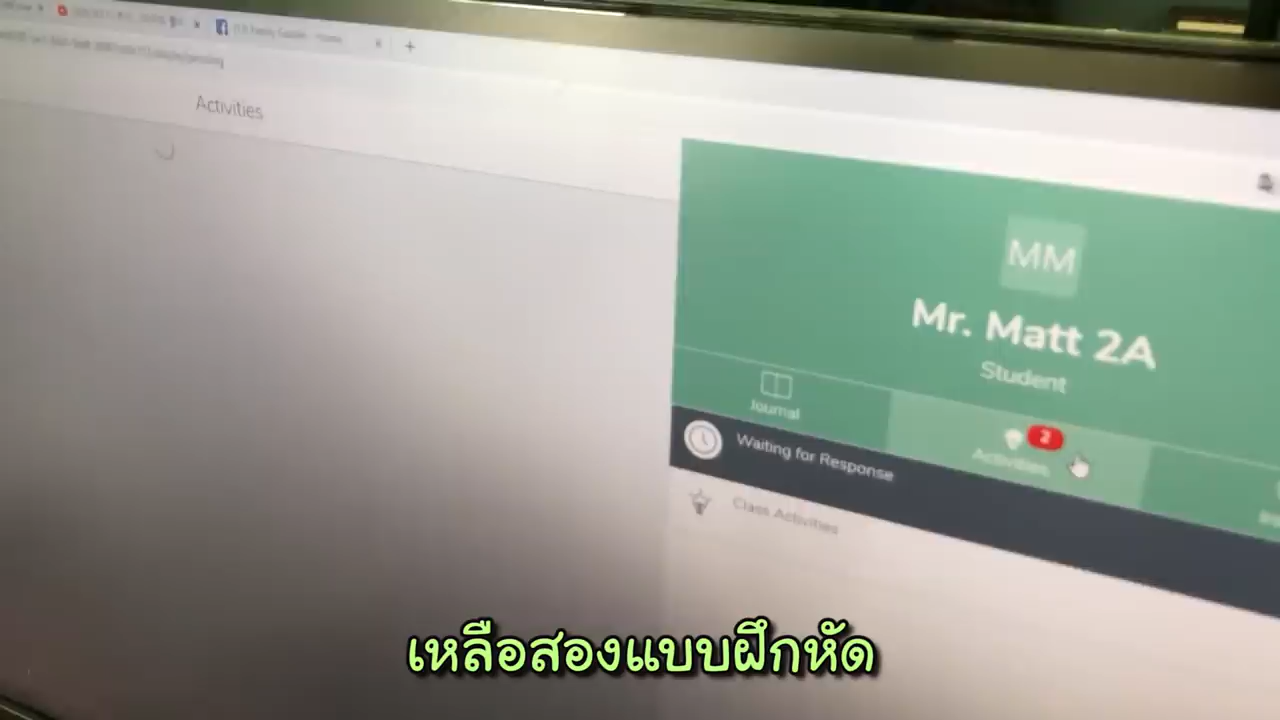 Activities
MM
Mr. Matt 2A
Student
Journal
2
Activities
Waiting for Response
Class Activities
เหลือสองแบบฝึกหัด